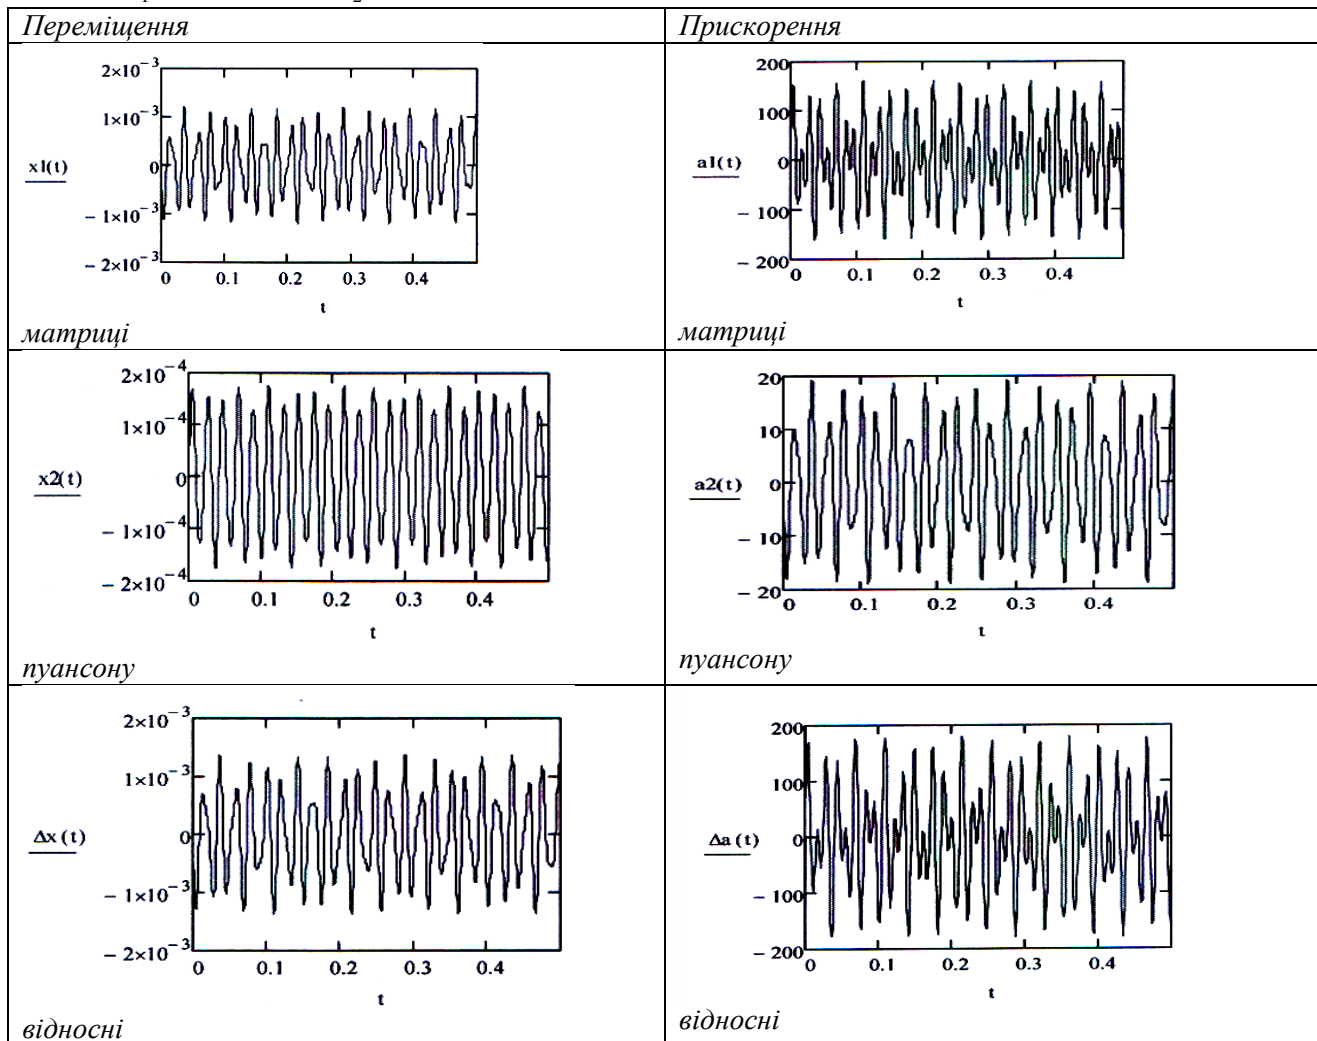 Переміщення
Прискорення
2×10⁻³
1×10⁻³
0
− 1×10⁻³
− 2×10⁻³
x1(t)
0 0.1 0.2 0.3 0.4
t
матриці
200
100
0
− 100
− 200
a1(t)
0 0.1 0.2 0.3 0.4
t
матриці
2×10⁻⁴
1×10⁻⁴
0
− 1×10⁻⁴
− 2×10⁻⁴
x2(t)
0 0.1 0.2 0.3 0.4
t
пуансону
20
10
0
− 10
− 20
a2(t)
0 0.1 0.2 0.3 0.4
t
пуансону
2×10⁻³
1×10⁻³
0
− 1×10⁻³
− 2×10⁻³
Δx (t)
0 0.1 0.2 0.3 0.4
t
відносні
200
100
0
− 100
− 200
Δa (t)
0 0.1 0.2 0.3 0.4
t
відносні